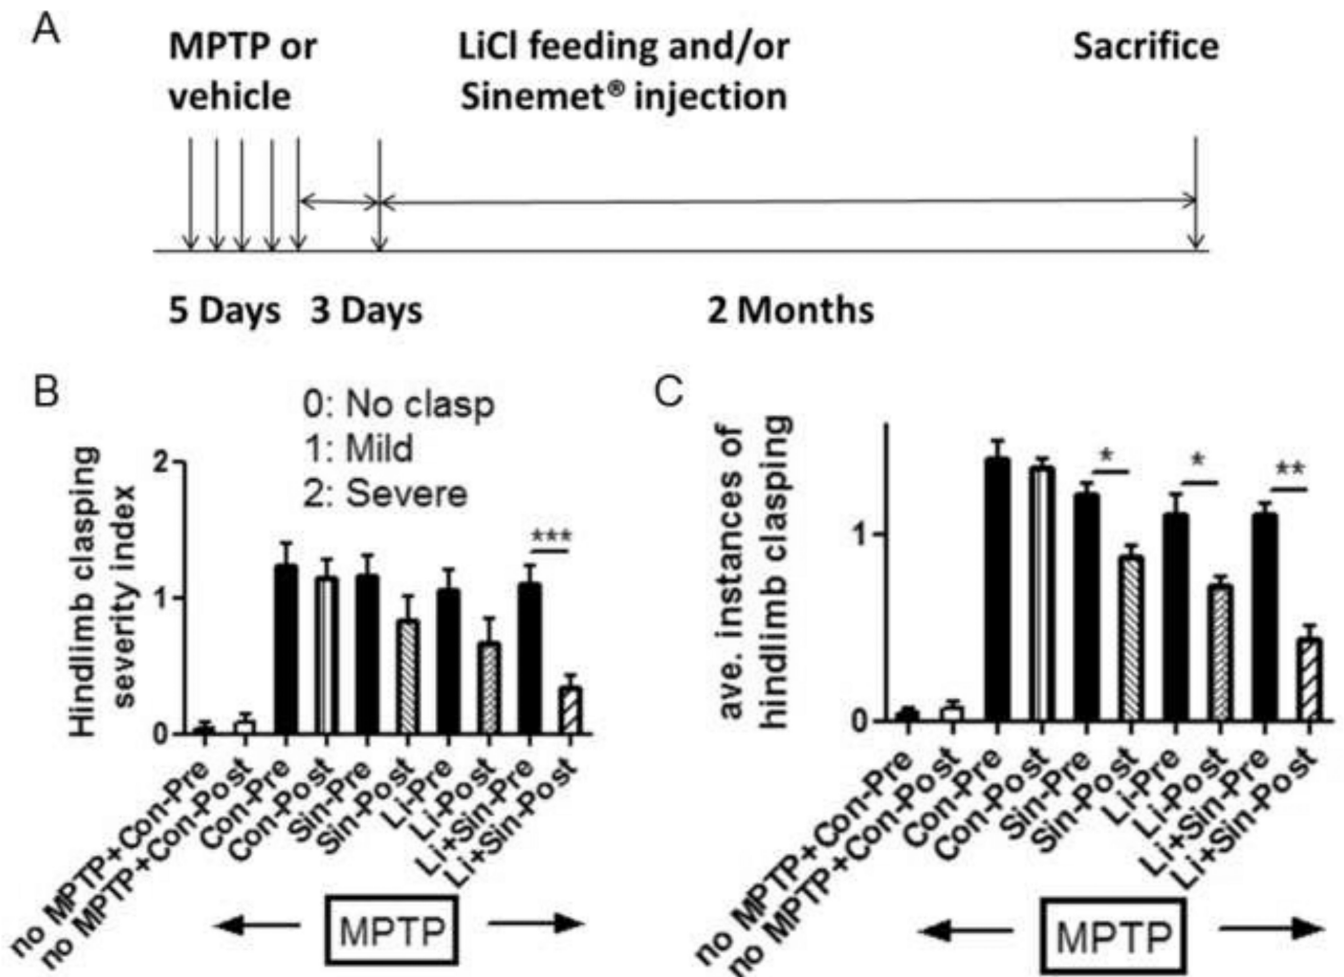 A
MPTP or
vehicle
LiCl feeding and/or
Sinemet® injection
Sacrifice
5 Days
3 Days
2 Months
B
0: No clasp
1: Mild
2: Severe
Hindlimb clasping
severity index
2
1
0
***
no MPTP+Con-Pre
no MPTP+Con-Post
Con-Pre
Con-Post
Sin-Pre
Sin-Post
Li-Pre
Li-Post
Li+Sin-Pre
Li+Sin-Post
MPTP
C
ave. instances of
hindlimb clasping
1
0
*
*
**
no MPTP+Con-Pre
no MPTP+Con-Post
Con-Pre
Con-Post
Sin-Pre
Sin-Post
Li-Pre
Li-Post
Li+Sin-Pre
Li+Sin-Post
MPTP